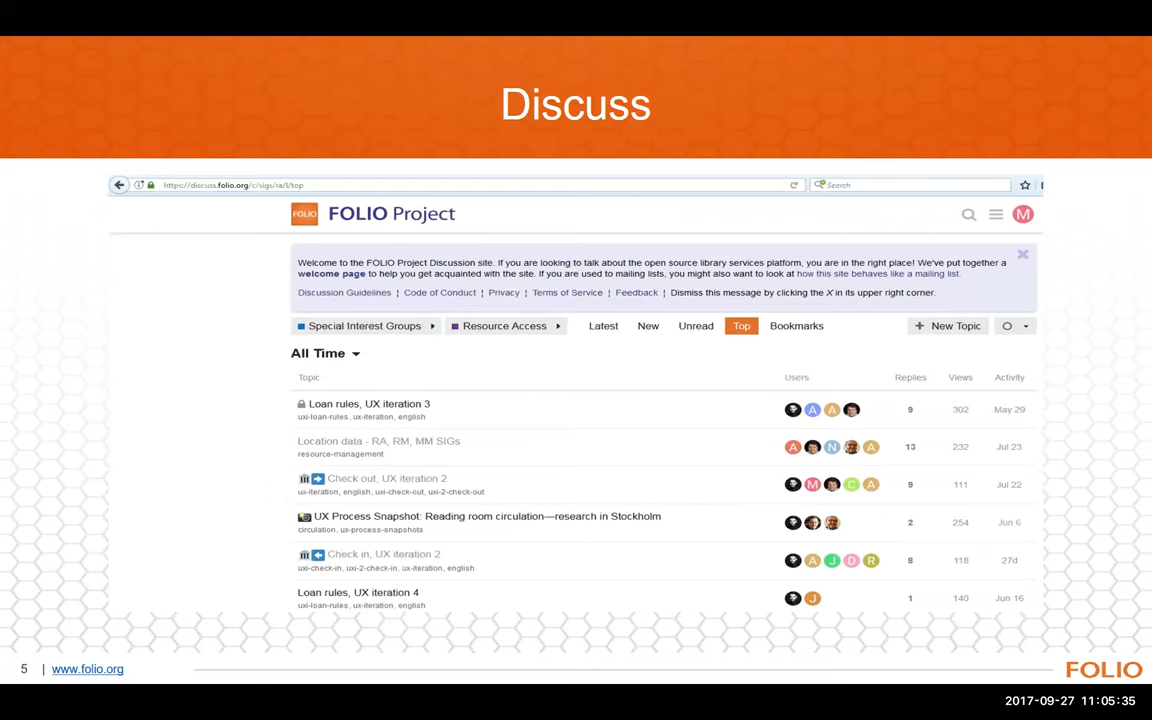 Discuss
https://discuss.folio.org/c/sigs/ra/l/top
Search
FOLIO FOLIO Project M
Welcome to the FOLIO Project Discussion site. If you are looking to talk about the open source library services platform, you are in the right place! We've put together a
welcome page to help you get acquainted with the site. If you are used to mailing lists, you might also want to look at how this site behaves like a mailing list.
Discussion Guidelines ¦ Code of Conduct ¦ Privacy ¦ Terms of Service ¦ Feedback ¦ Dismiss this message by clicking the X in its upper right corner.
Special Interest Groups Resource Access Latest New Unread Top Bookmarks + New Topic
All Time
Topic Users Replies Views Activity
Loan rules, UX iteration 3 A A 9 302 May 29
uxi-loan-rules, ux-iteration, english
Location data - RA, RM, MM SIGs A N A 13 232 Jul 23
resource-management
Check out, UX iteration 2 M C A 9 111 Jul 22
ux-iteration, english, uxi-check-out, uxi-2-check-out
UX Process Snapshot: Reading room circulation—research in Stockholm 2 254 Jun 6
circulation, ux-process-snapshots
Check in, UX iteration 2 A J D R 8 118 27d
uxi-check-in, uxi-2-check-in, ux-iteration, english
Loan rules, UX iteration 4 J 1 140 Jun 16
uxi-loan-rules, ux-iteration, english
5 | www.folio.org FOLIO
2017-09-27 11:05:35